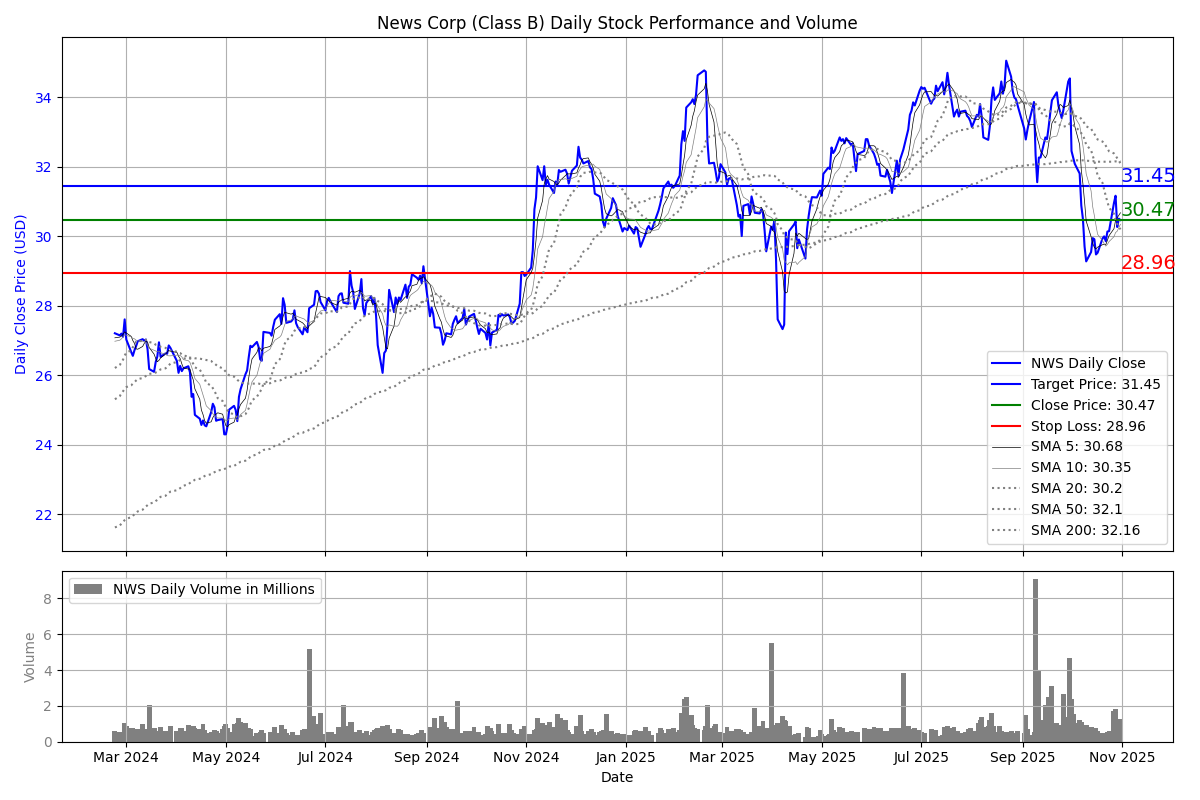 News Corp (Class B) Daily Stock Performance and Volume
Daily Close Price (USD)
34
32
30
28
26
24
22
31.45
30.47
28.96
NWS Daily Close
Target Price: 31.45
Close Price: 30.47
Stop Loss: 28.96
SMA 5: 30.68
SMA 10: 30.35
SMA 20: 30.2
SMA 50: 32.1
SMA 200: 32.16
NWS Daily Volume in Millions
Volume
8
6
4
2
0
Mar 2024 May 2024 Jul 2024 Sep 2024 Nov 2024 Jan 2025 Mar 2025 May 2025 Jul 2025 Sep 2025 Nov 2025
Date